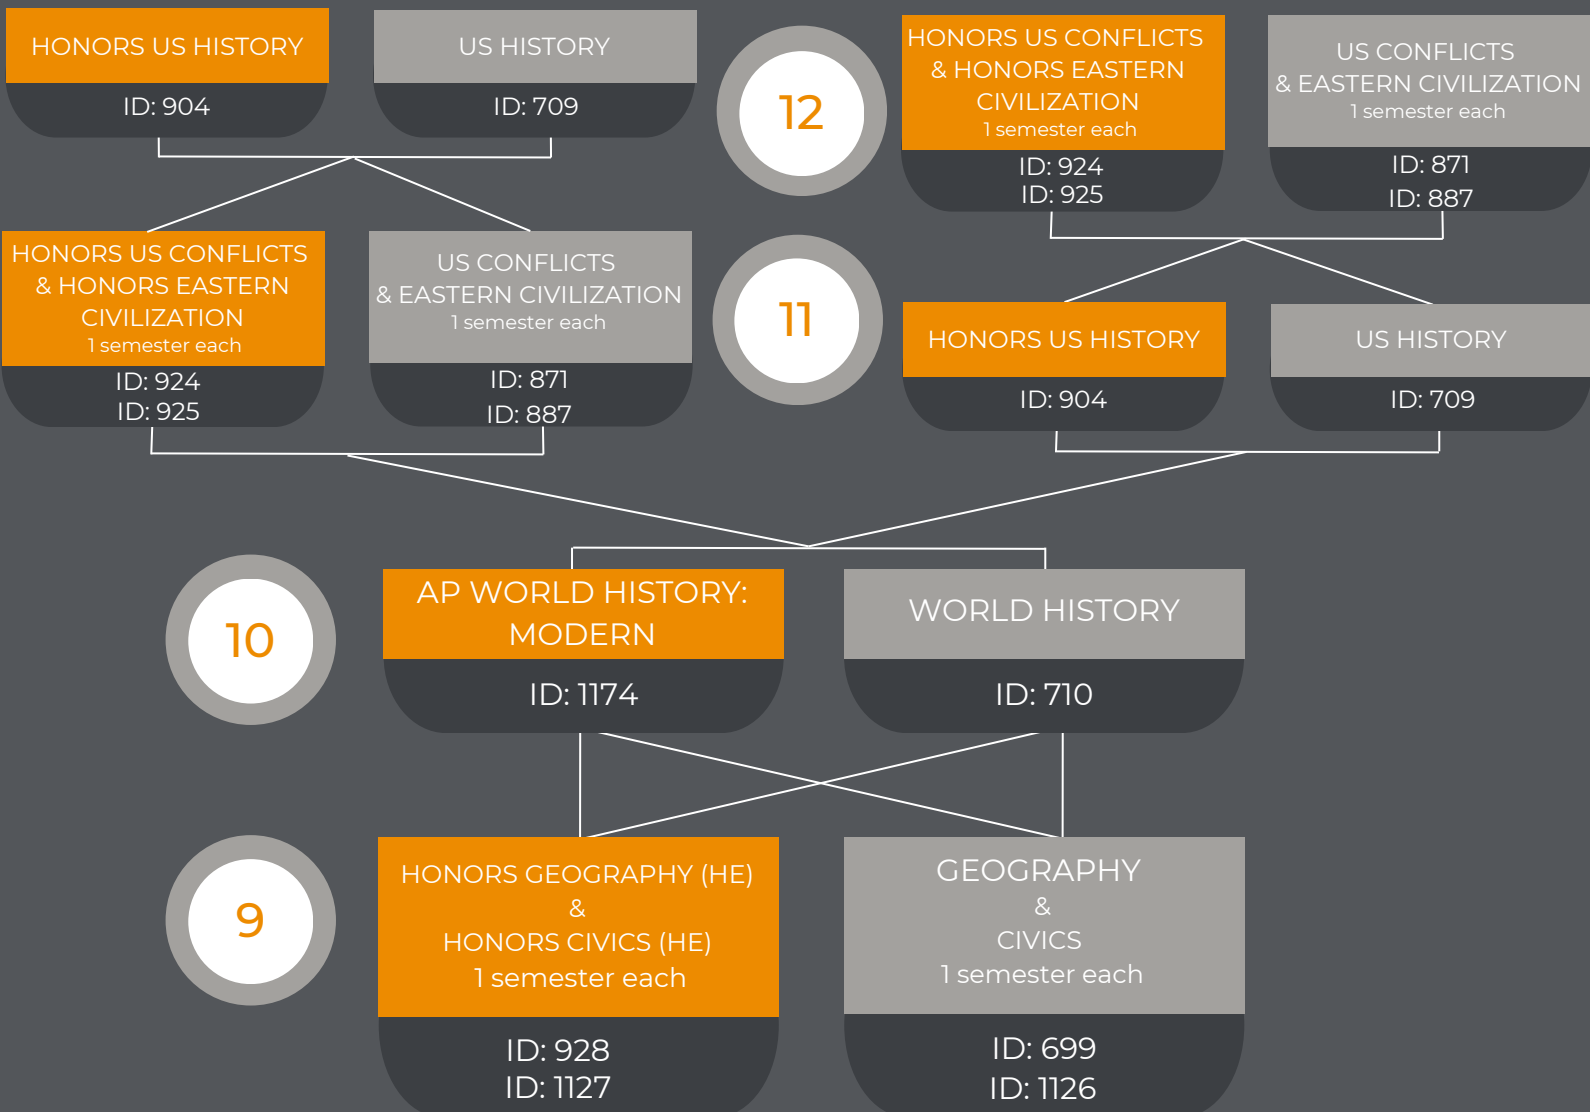 HONORS US HISTORY
ID: 904
US HISTORY
ID: 709
12
HONORS US CONFLICTS
& HONORS EASTERN
CIVILIZATION
1 semester each
ID: 924
ID: 925
US CONFLICTS
& EASTERN CIVILIZATION
1 semester each
ID: 871
ID: 887
HONORS US CONFLICTS
& HONORS EASTERN
CIVILIZATION
1 semester each
ID: 924
ID: 925
US CONFLICTS
& EASTERN CIVILIZATION
1 semester each
ID: 871
ID: 887
11
HONORS US HISTORY
ID: 904
US HISTORY
ID: 709
10
AP WORLD HISTORY:
MODERN
ID: 1174
WORLD HISTORY
ID: 710
9
HONORS GEOGRAPHY (HE)
&
HONORS CIVICS (HE)
1 semester each
ID: 928
ID: 1127
GEOGRAPHY
&
CIVICS
1 semester each
ID: 699
ID: 1126